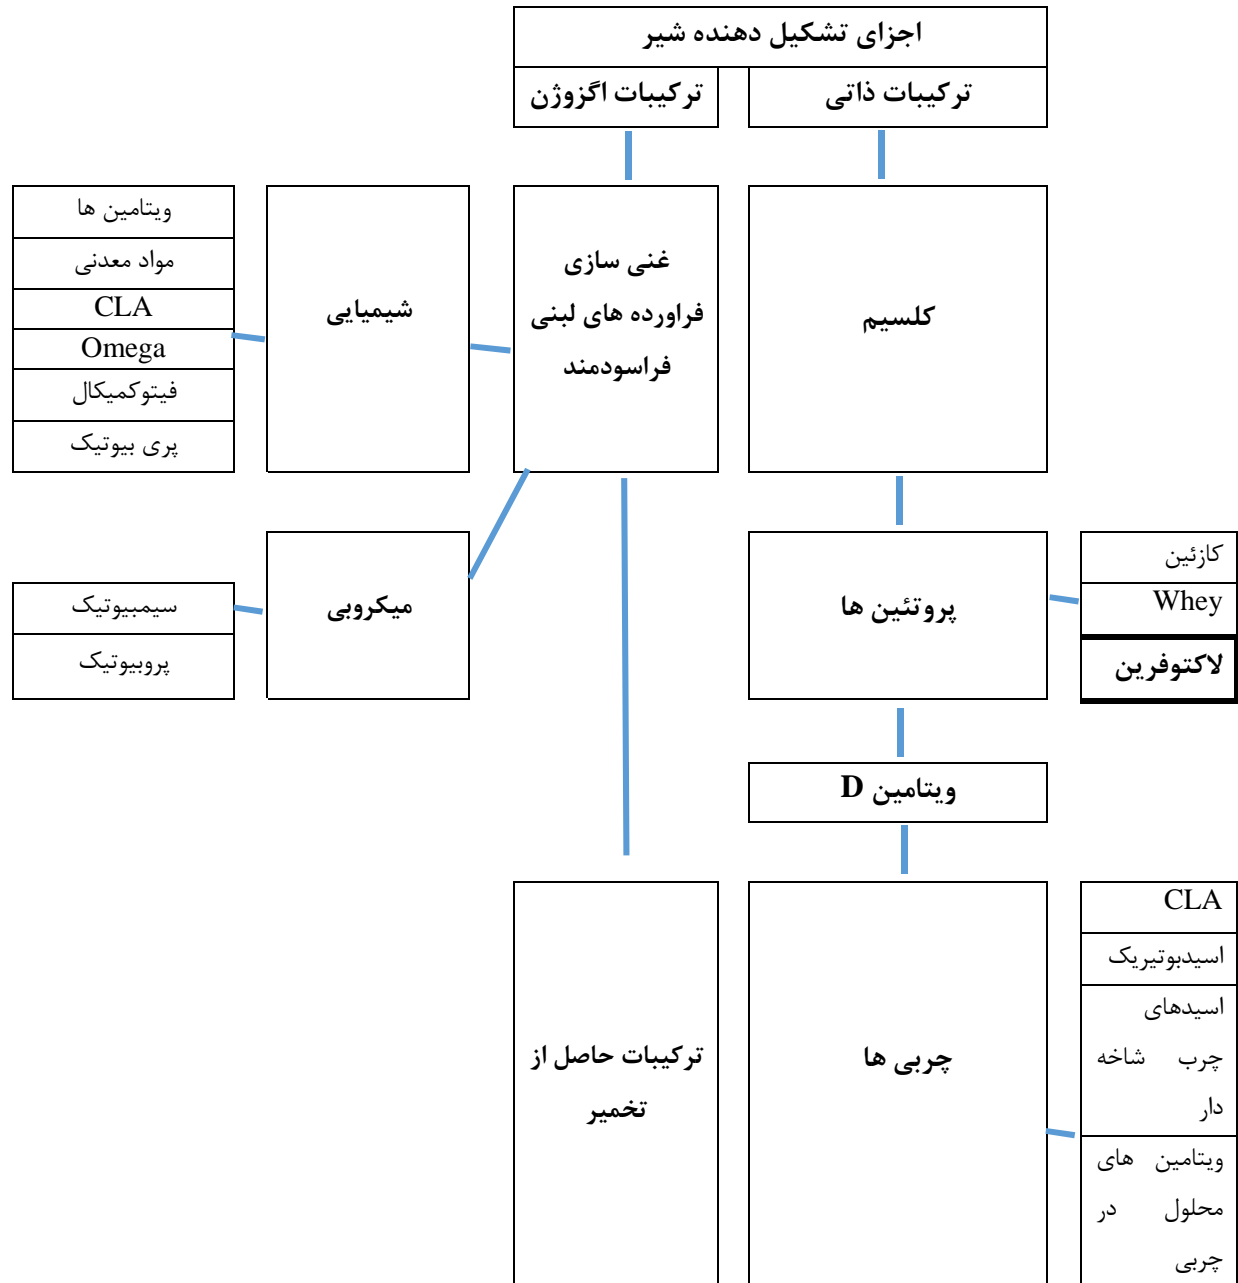 اجزای تشکیل دهنده شیر
ترکیبات ذاتی
ترکیبات اگزوژن
کلسیم
غنی سازی
فراورده های لبنی
فراسودمند
شیمیایی
ویتامین ها
مواد معدنی
CLA
Omega
فیتوکمیکال
پری بیوتیک
کازئین
Whey
لاکتوفرین
پروتئین ها
میکروبی
سیمبیوتیک
پروبیوتیک
ویتامین D
CLA
اسیدبوتیریک
اسیدهای
چرب شاخه
دار
ویتامین های
محلول در
چربی
چربی ها
ترکیبات حاصل از
تخمیر